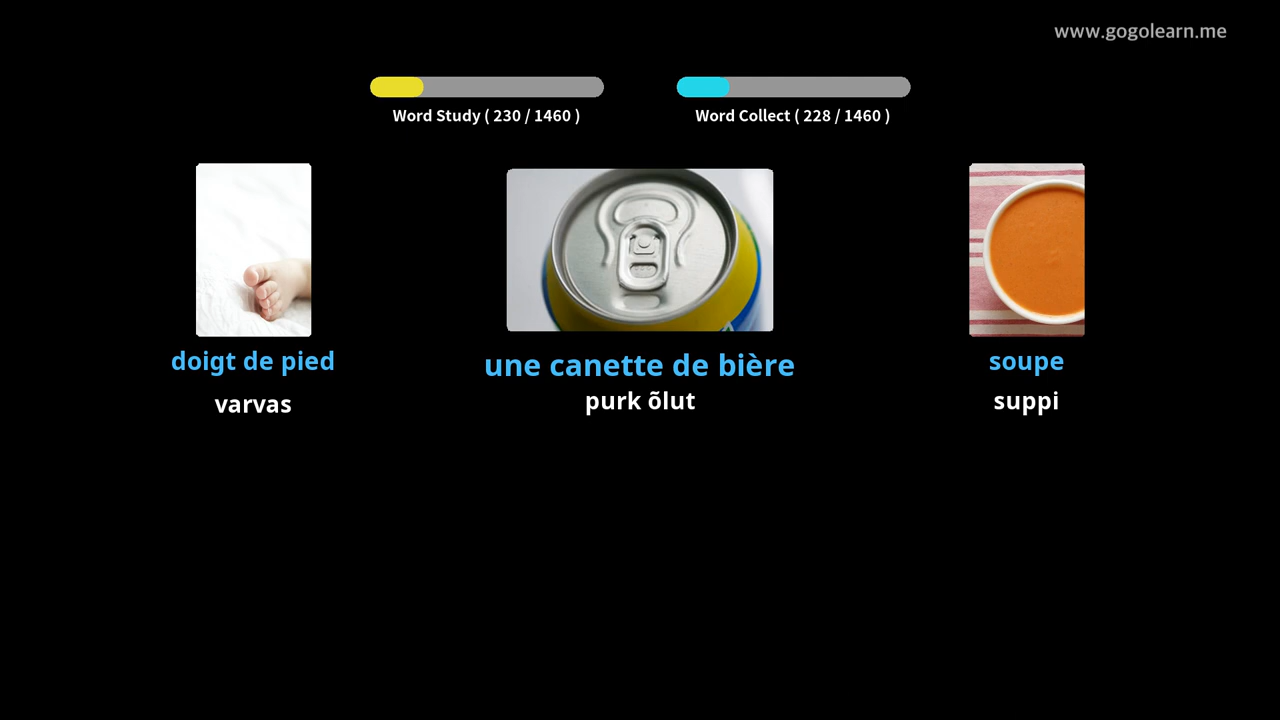 www.gogolearn.me
Word Study ( 230 / 1460 )
Word Collect ( 228 / 1460 )
doigt de pied
varvas
une canette de bière
purk õlut
soupe
suppi